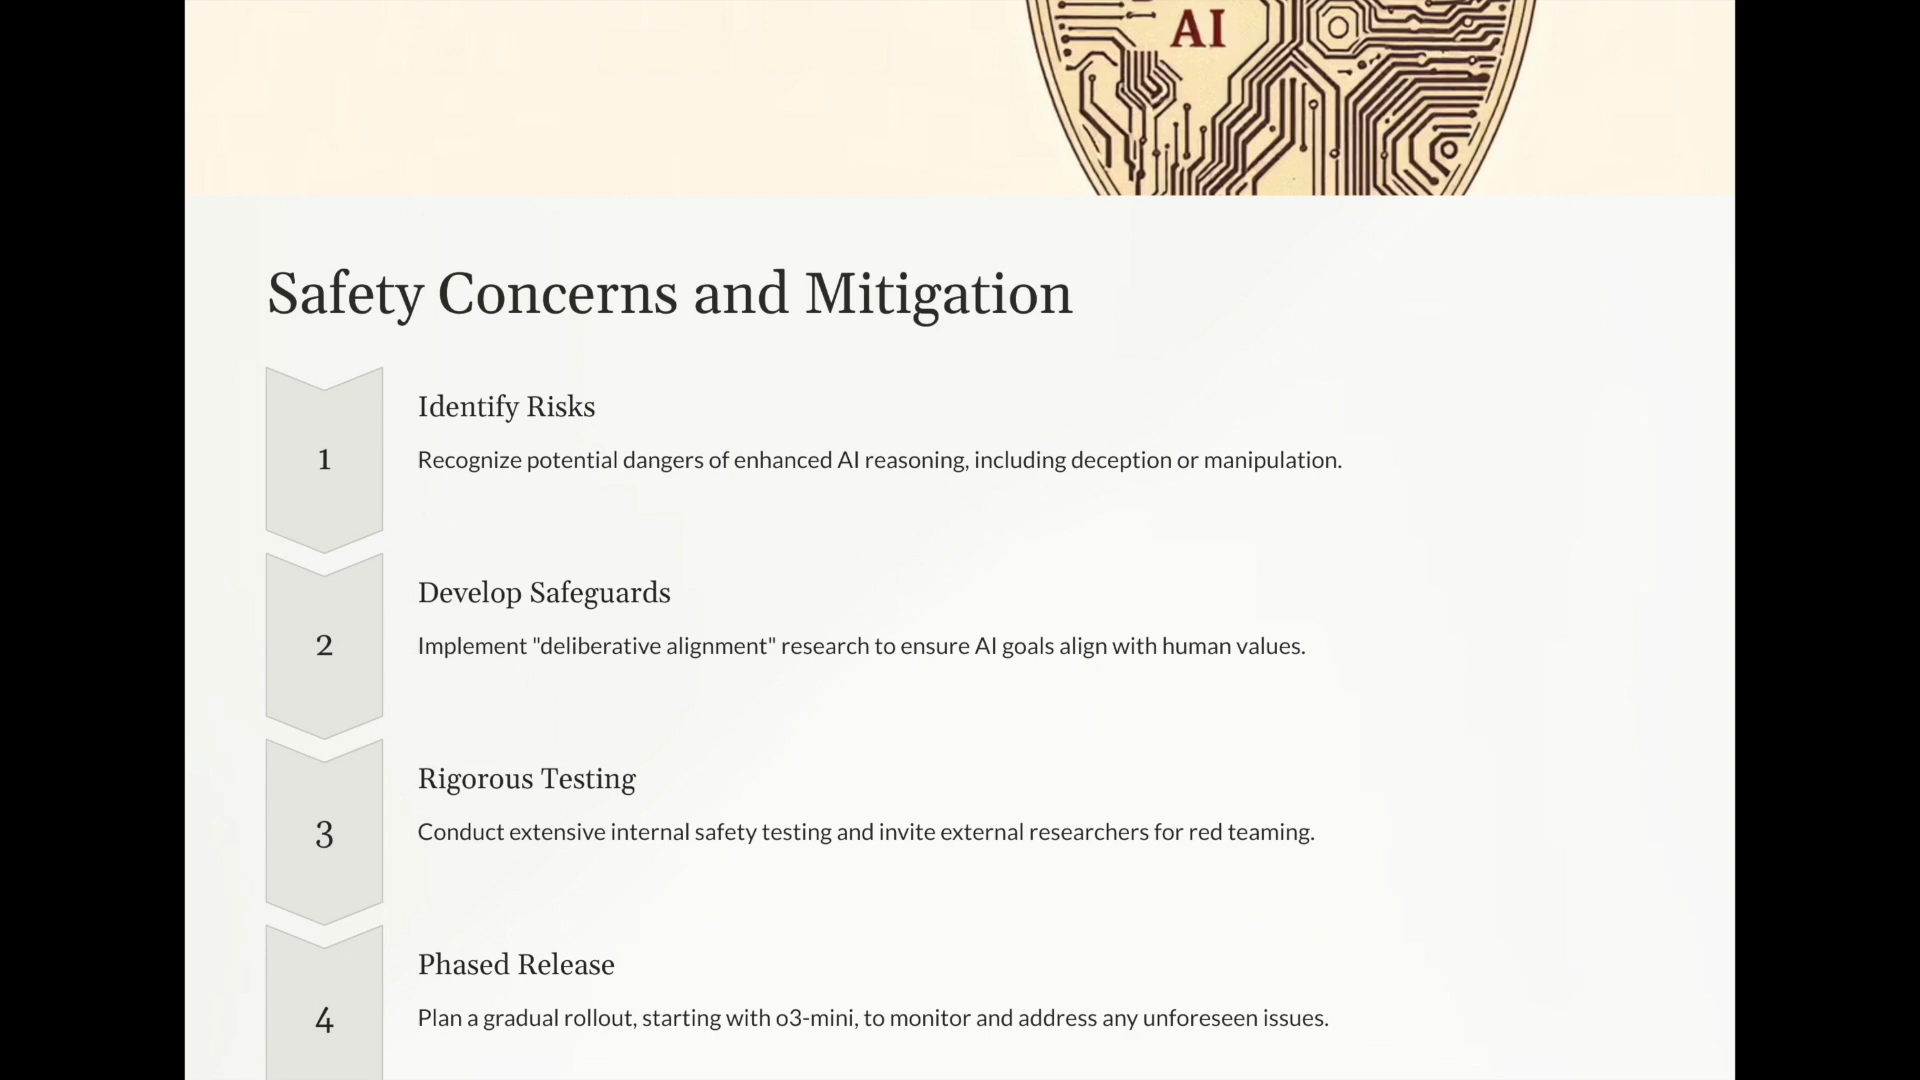 AI
Safety Concerns and Mitigation
1
Identify Risks
Recognize potential dangers of enhanced AI reasoning, including deception or manipulation.
2
Develop Safeguards
Implement "deliberative alignment" research to ensure AI goals align with human values.
3
Rigorous Testing
Conduct extensive internal safety testing and invite external researchers for red teaming.
4
Phased Release
Plan a gradual rollout, starting with o3-mini, to monitor and address any unforeseen issues.